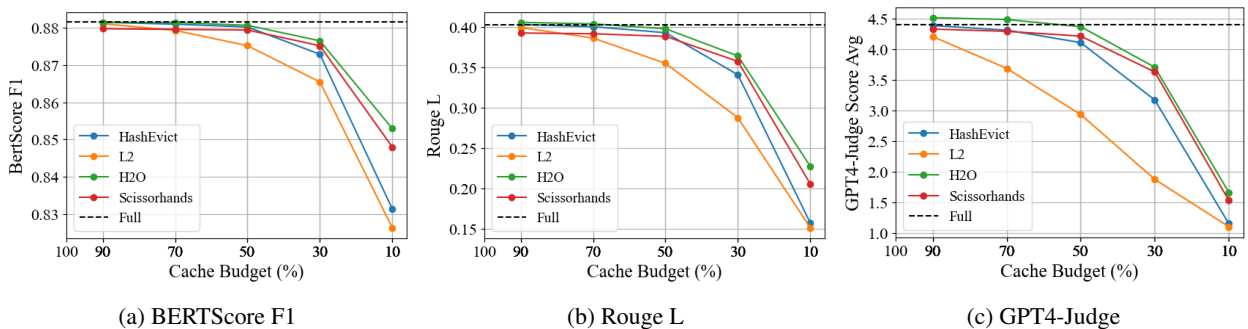 BertScore F1
0.88
0.87
0.86
0.85
0.84
0.83
HashEvict
L2
H2O
Scissorhands
Full
100 90 70 50 30 10
Cache Budget (%)
(a) BERTScore F1
Rouge L
0.40
0.35
0.30
0.25
0.20
0.15
HashEvict
L2
H2O
Scissorhands
Full
100 90 70 50 30 10
Cache Budget (%)
(b) Rouge L
GPT4-Judge Score Avg
4.5
4.0
3.5
3.0
2.5
2.0
1.5
1.0
HashEvict
L2
H2O
Scissorhands
Full
100 90 70 50 30 10
Cache Budget (%)
(c) GPT4-Judge